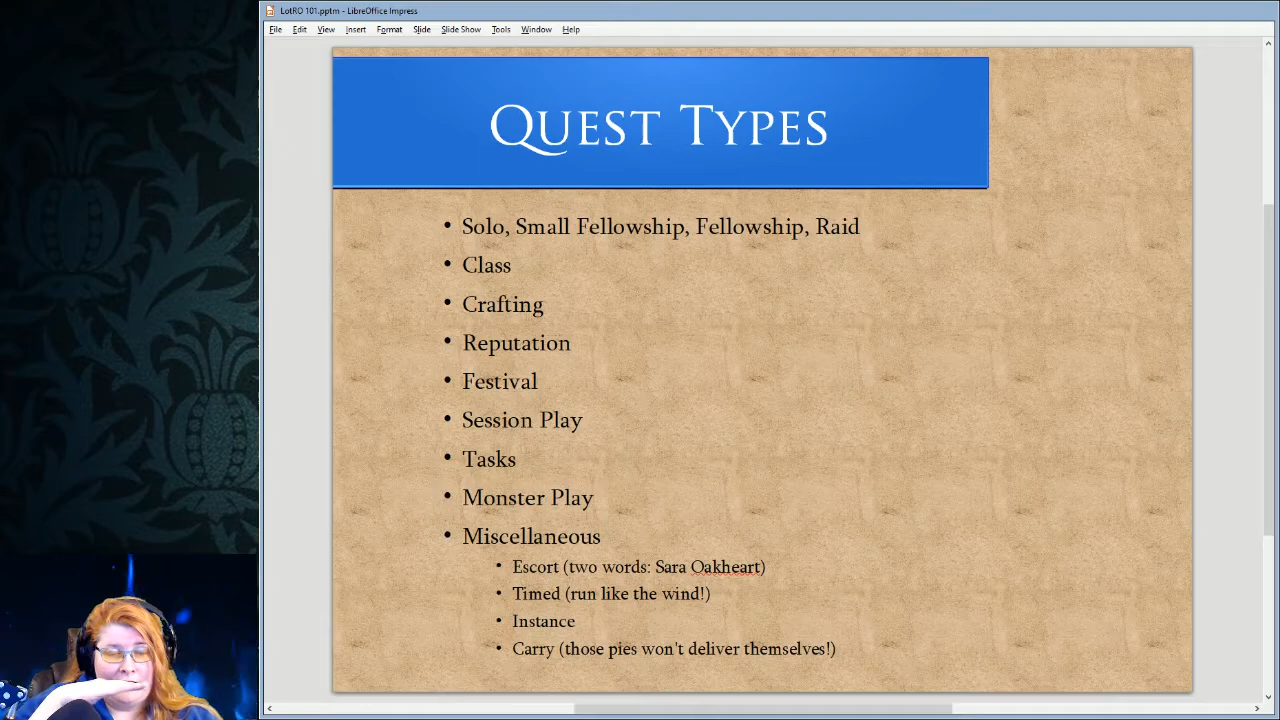 LotRO 101.pptm - LibreOffice Impress
File Edit View Insert Format Slide Slide Show Tools Window Help
Quest Types
• Solo, Small Fellowship, Fellowship, Raid
• Class
• Crafting
• Reputation
• Festival
• Session Play
• Tasks
• Monster Play
• Miscellaneous
• Escort (two words: Sara Oakheart)
• Timed (run like the wind!)
• Instance
• Carry (those pies won't deliver themselves!)